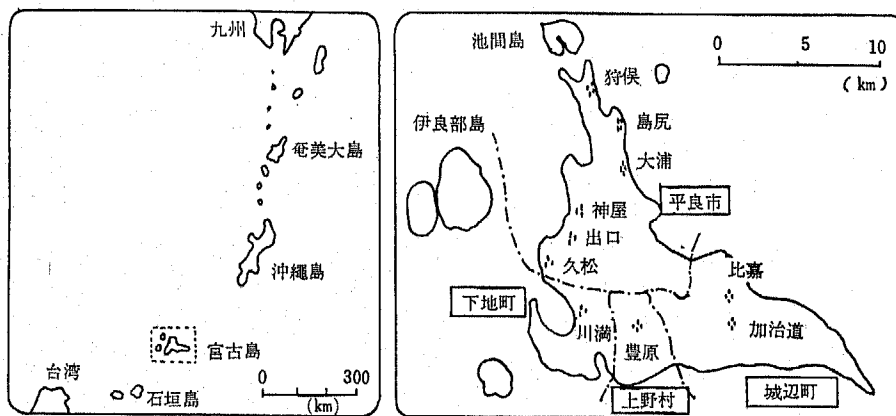 九州
奄美大島
沖縄島
宮古島
台湾
石垣島
0 300
(km)
池間島
0 5 10
(km)
狩俣
島尻
伊良部島
大浦
平良市
神屋
出口
久松
比嘉
下地町
川満
豊原
加治道
上野村
城辺町